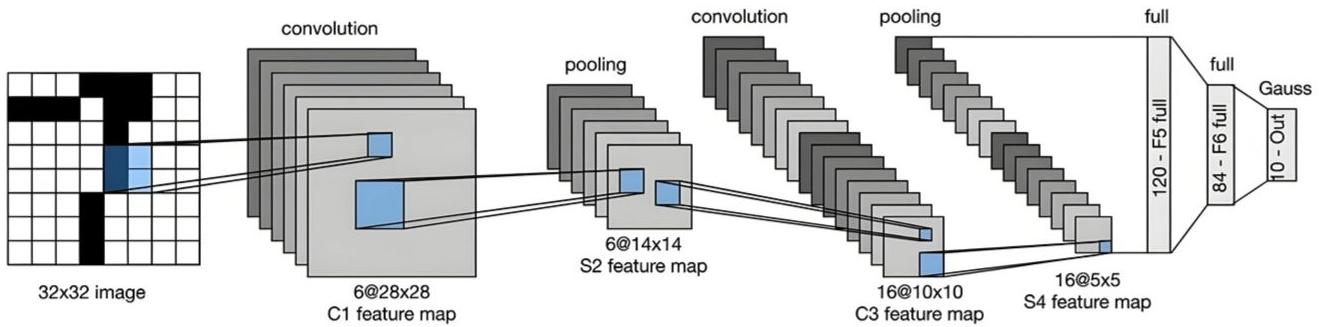 convolution
pooling
convolution
pooling
full
full
Gauss
32x32 image
6@28x28
C1 feature map
6@14x14
S2 feature map
16@10x10
C3 feature map
16@5x5
S4 feature map
120 - F5 full
84 - F6 full
10 - Out